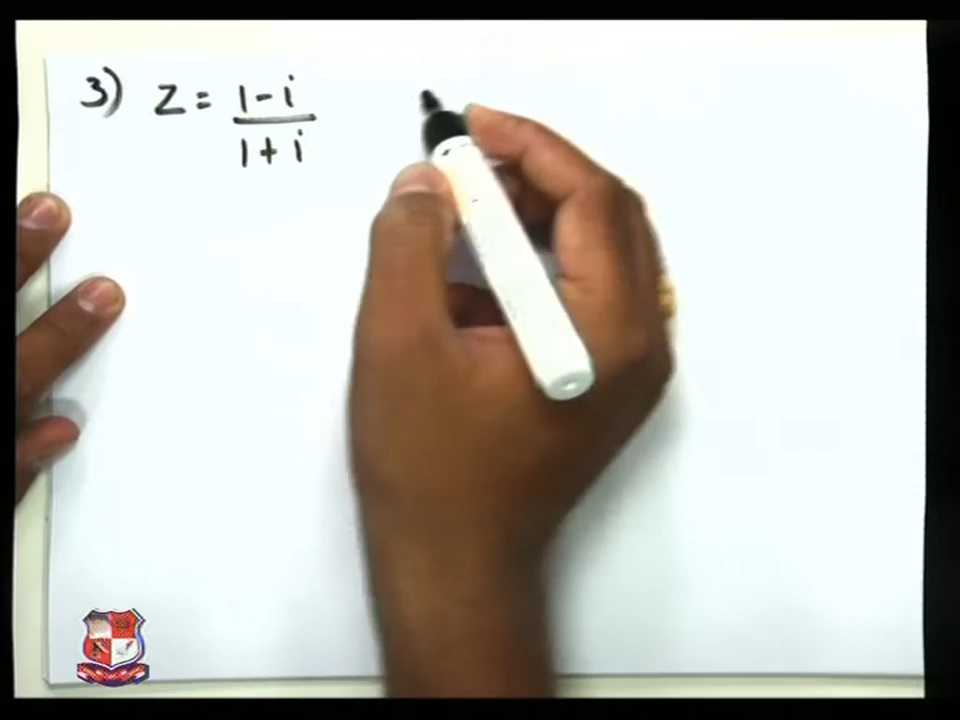 3) z = 1-i
1+i